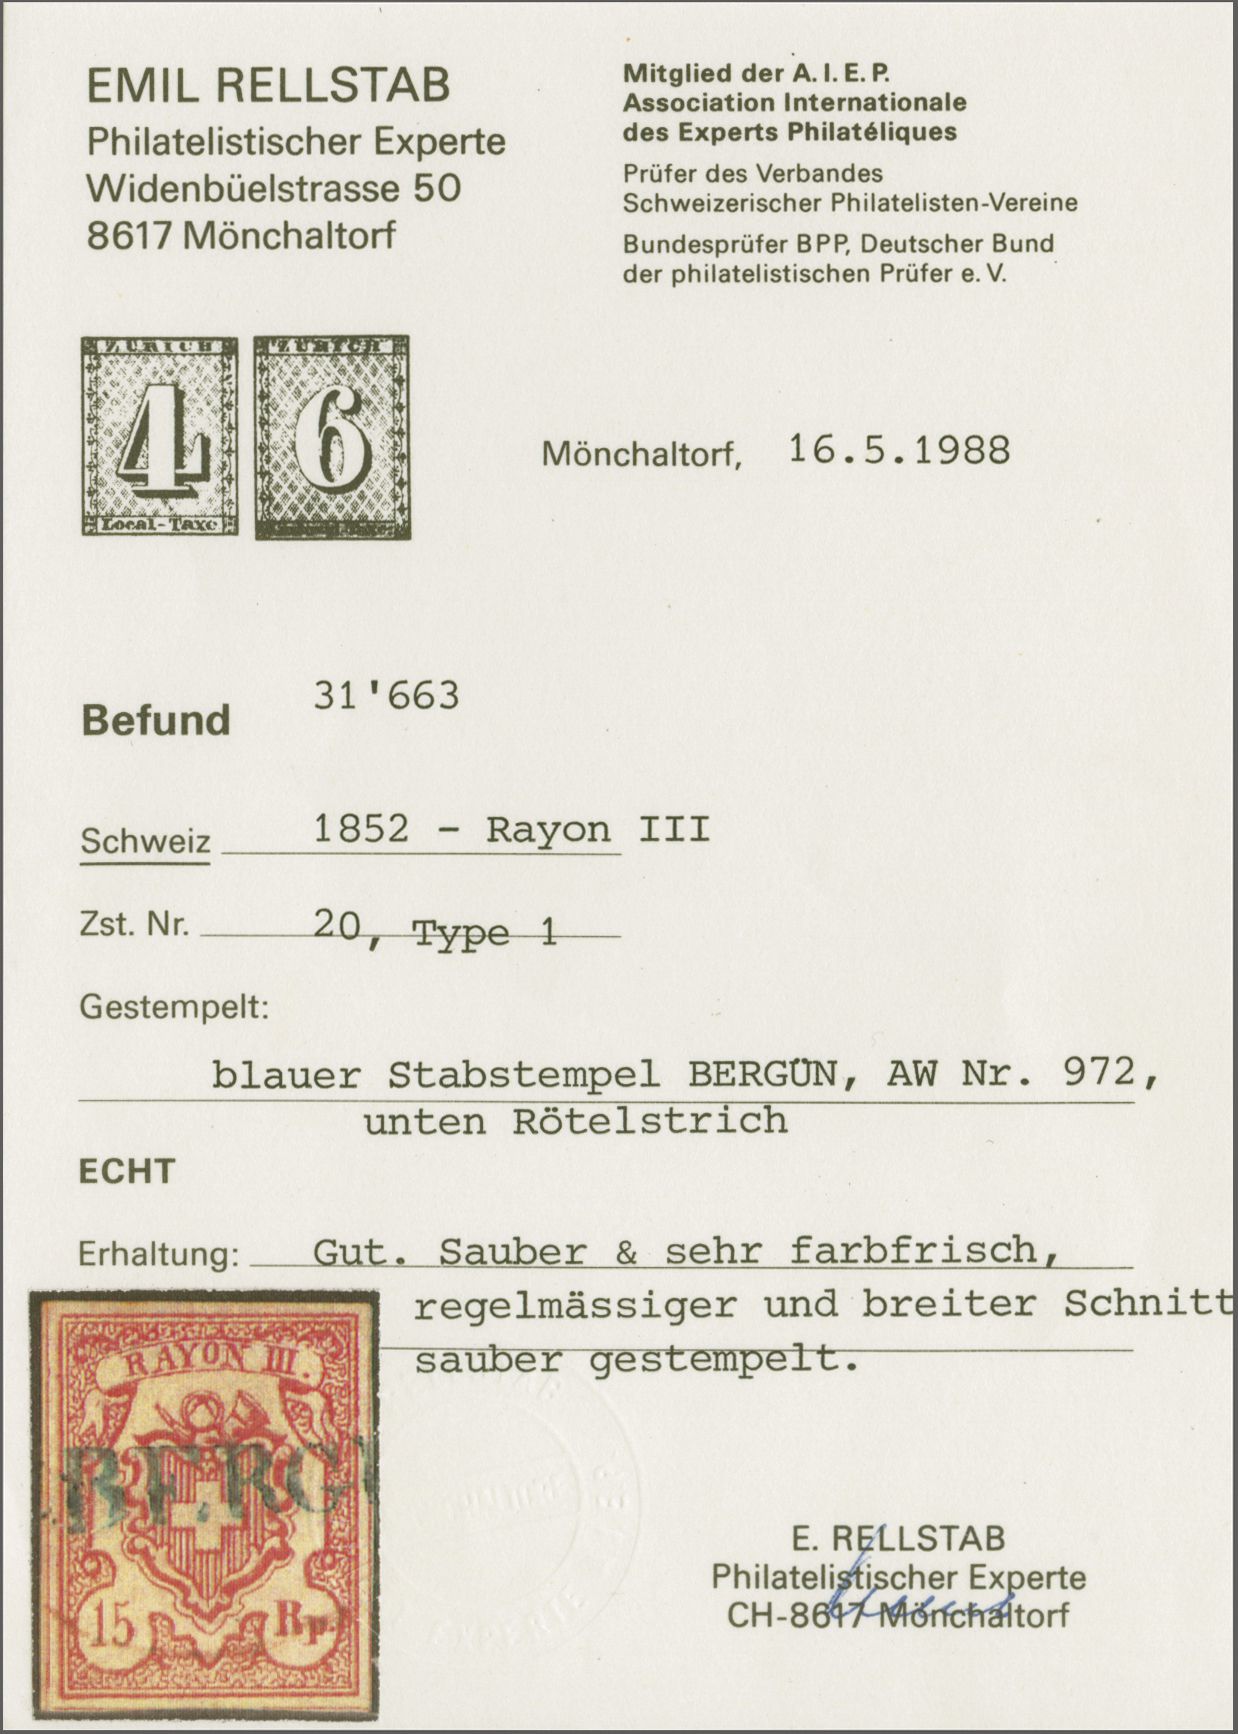 EMIL RELLSTAB
Philatelistischer Experte
Widenbüelstrasse 50
8617 Mönchaltorf
Mitglied der A. I. E. P.
Association Internationale
des Experts Philatéliques
Prüfer des Verbandes
Schweizerischer Philatelisten-Vereine
Bundesprüfer BPP, Deutscher Bund
der philatelistischen Prüfer e. V.
ZÜRICH ZÜRICH
4 6
Local-Taxe
Mönchaltorf, 16.5.1988
Befund 31'663
Schweiz 1852 - Rayon III
Zst. Nr. 20, Type 1
Gestempelt:
blauer Stabstempel BERGÜN, AW Nr. 972,
unten Rötelstrich
ECHT
Erhaltung: Gut. Sauber & sehr farbfrisch,
regelmässiger und breiter Schnitt
sauber gestempelt.
RAYON III.
BERG
15 Rp.
E. RELLSTAB
Philatelistischer Experte
CH-8617 Mönchaltorf